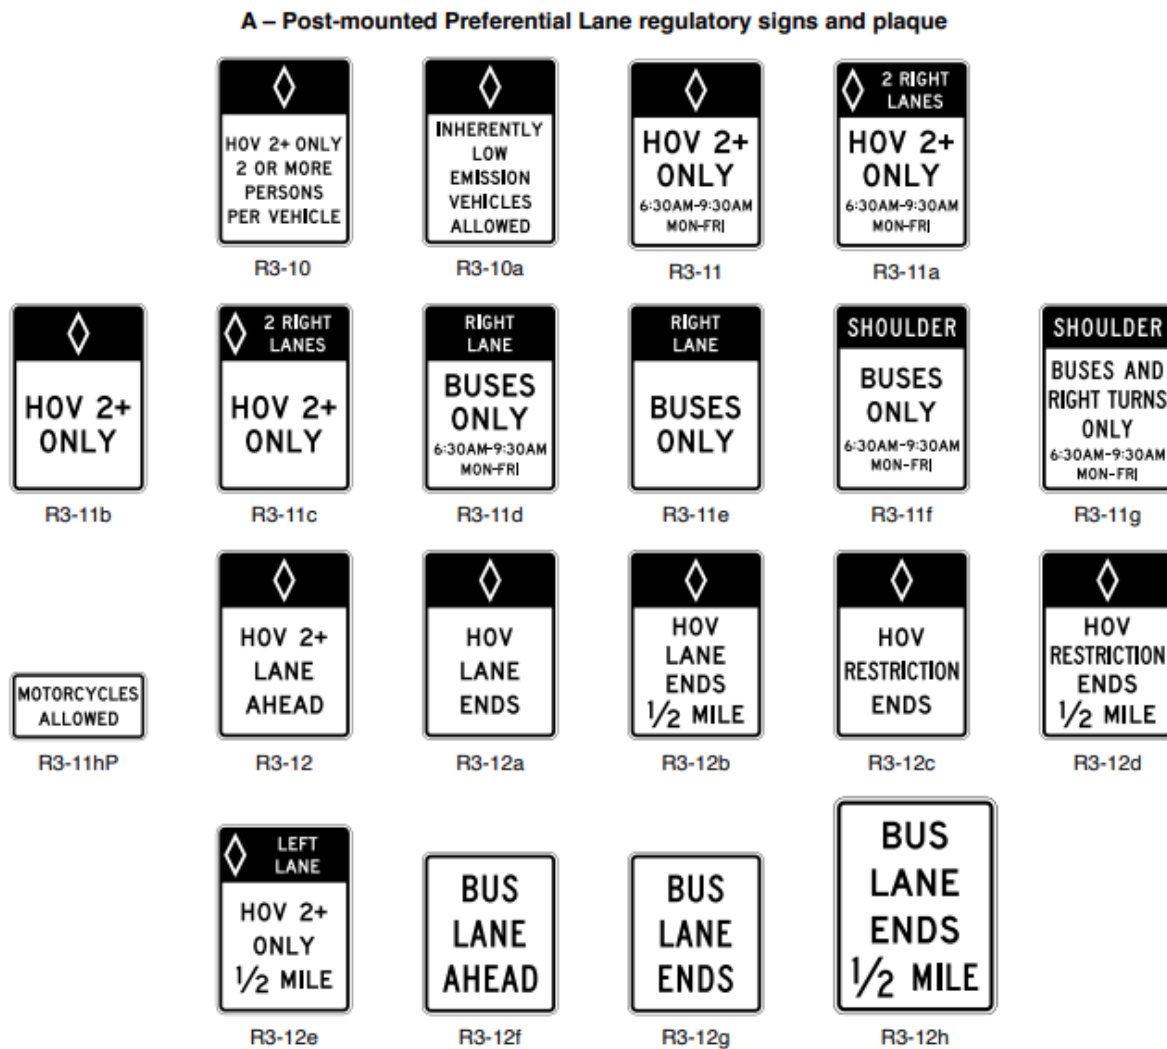 A – Post-mounted Preferential Lane regulatory signs and plaque
HOV 2+ ONLY
2 OR MORE
PERSONS
PER VEHICLE
R3-10
INHERENTLY
LOW
EMISSION
VEHICLES
ALLOWED
R3-10a
HOV 2+
ONLY
6:30AM-9:30AM
MON-FRI
R3-11
2 RIGHT
LANES
HOV 2+
ONLY
6:30AM-9:30AM
MON-FRI
R3-11a
HOV 2+
ONLY
R3-11b
2 RIGHT
LANES
HOV 2+
ONLY
R3-11c
RIGHT
LANE
BUSES
ONLY
6:30AM-9:30AM
MON-FRI
R3-11d
RIGHT
LANE
BUSES
ONLY
R3-11e
SHOULDER
BUSES
ONLY
6:30AM-9:30AM
MON-FRI
R3-11f
SHOULDER
BUSES AND
RIGHT TURNS
ONLY
6:30AM-9:30AM
MON-FRI
R3-11g
MOTORCYCLES
ALLOWED
R3-11hP
HOV 2+
LANE
AHEAD
R3-12
HOV
LANE
ENDS
R3-12a
HOV
LANE
ENDS
1/2 MILE
R3-12b
HOV
RESTRICTION
ENDS
R3-12c
HOV
RESTRICTION
ENDS
1/2 MILE
R3-12d
LEFT
LANE
HOV 2+
ONLY
1/2 MILE
R3-12e
BUS
LANE
AHEAD
R3-12f
BUS
LANE
ENDS
R3-12g
BUS
LANE
ENDS
1/2 MILE
R3-12h